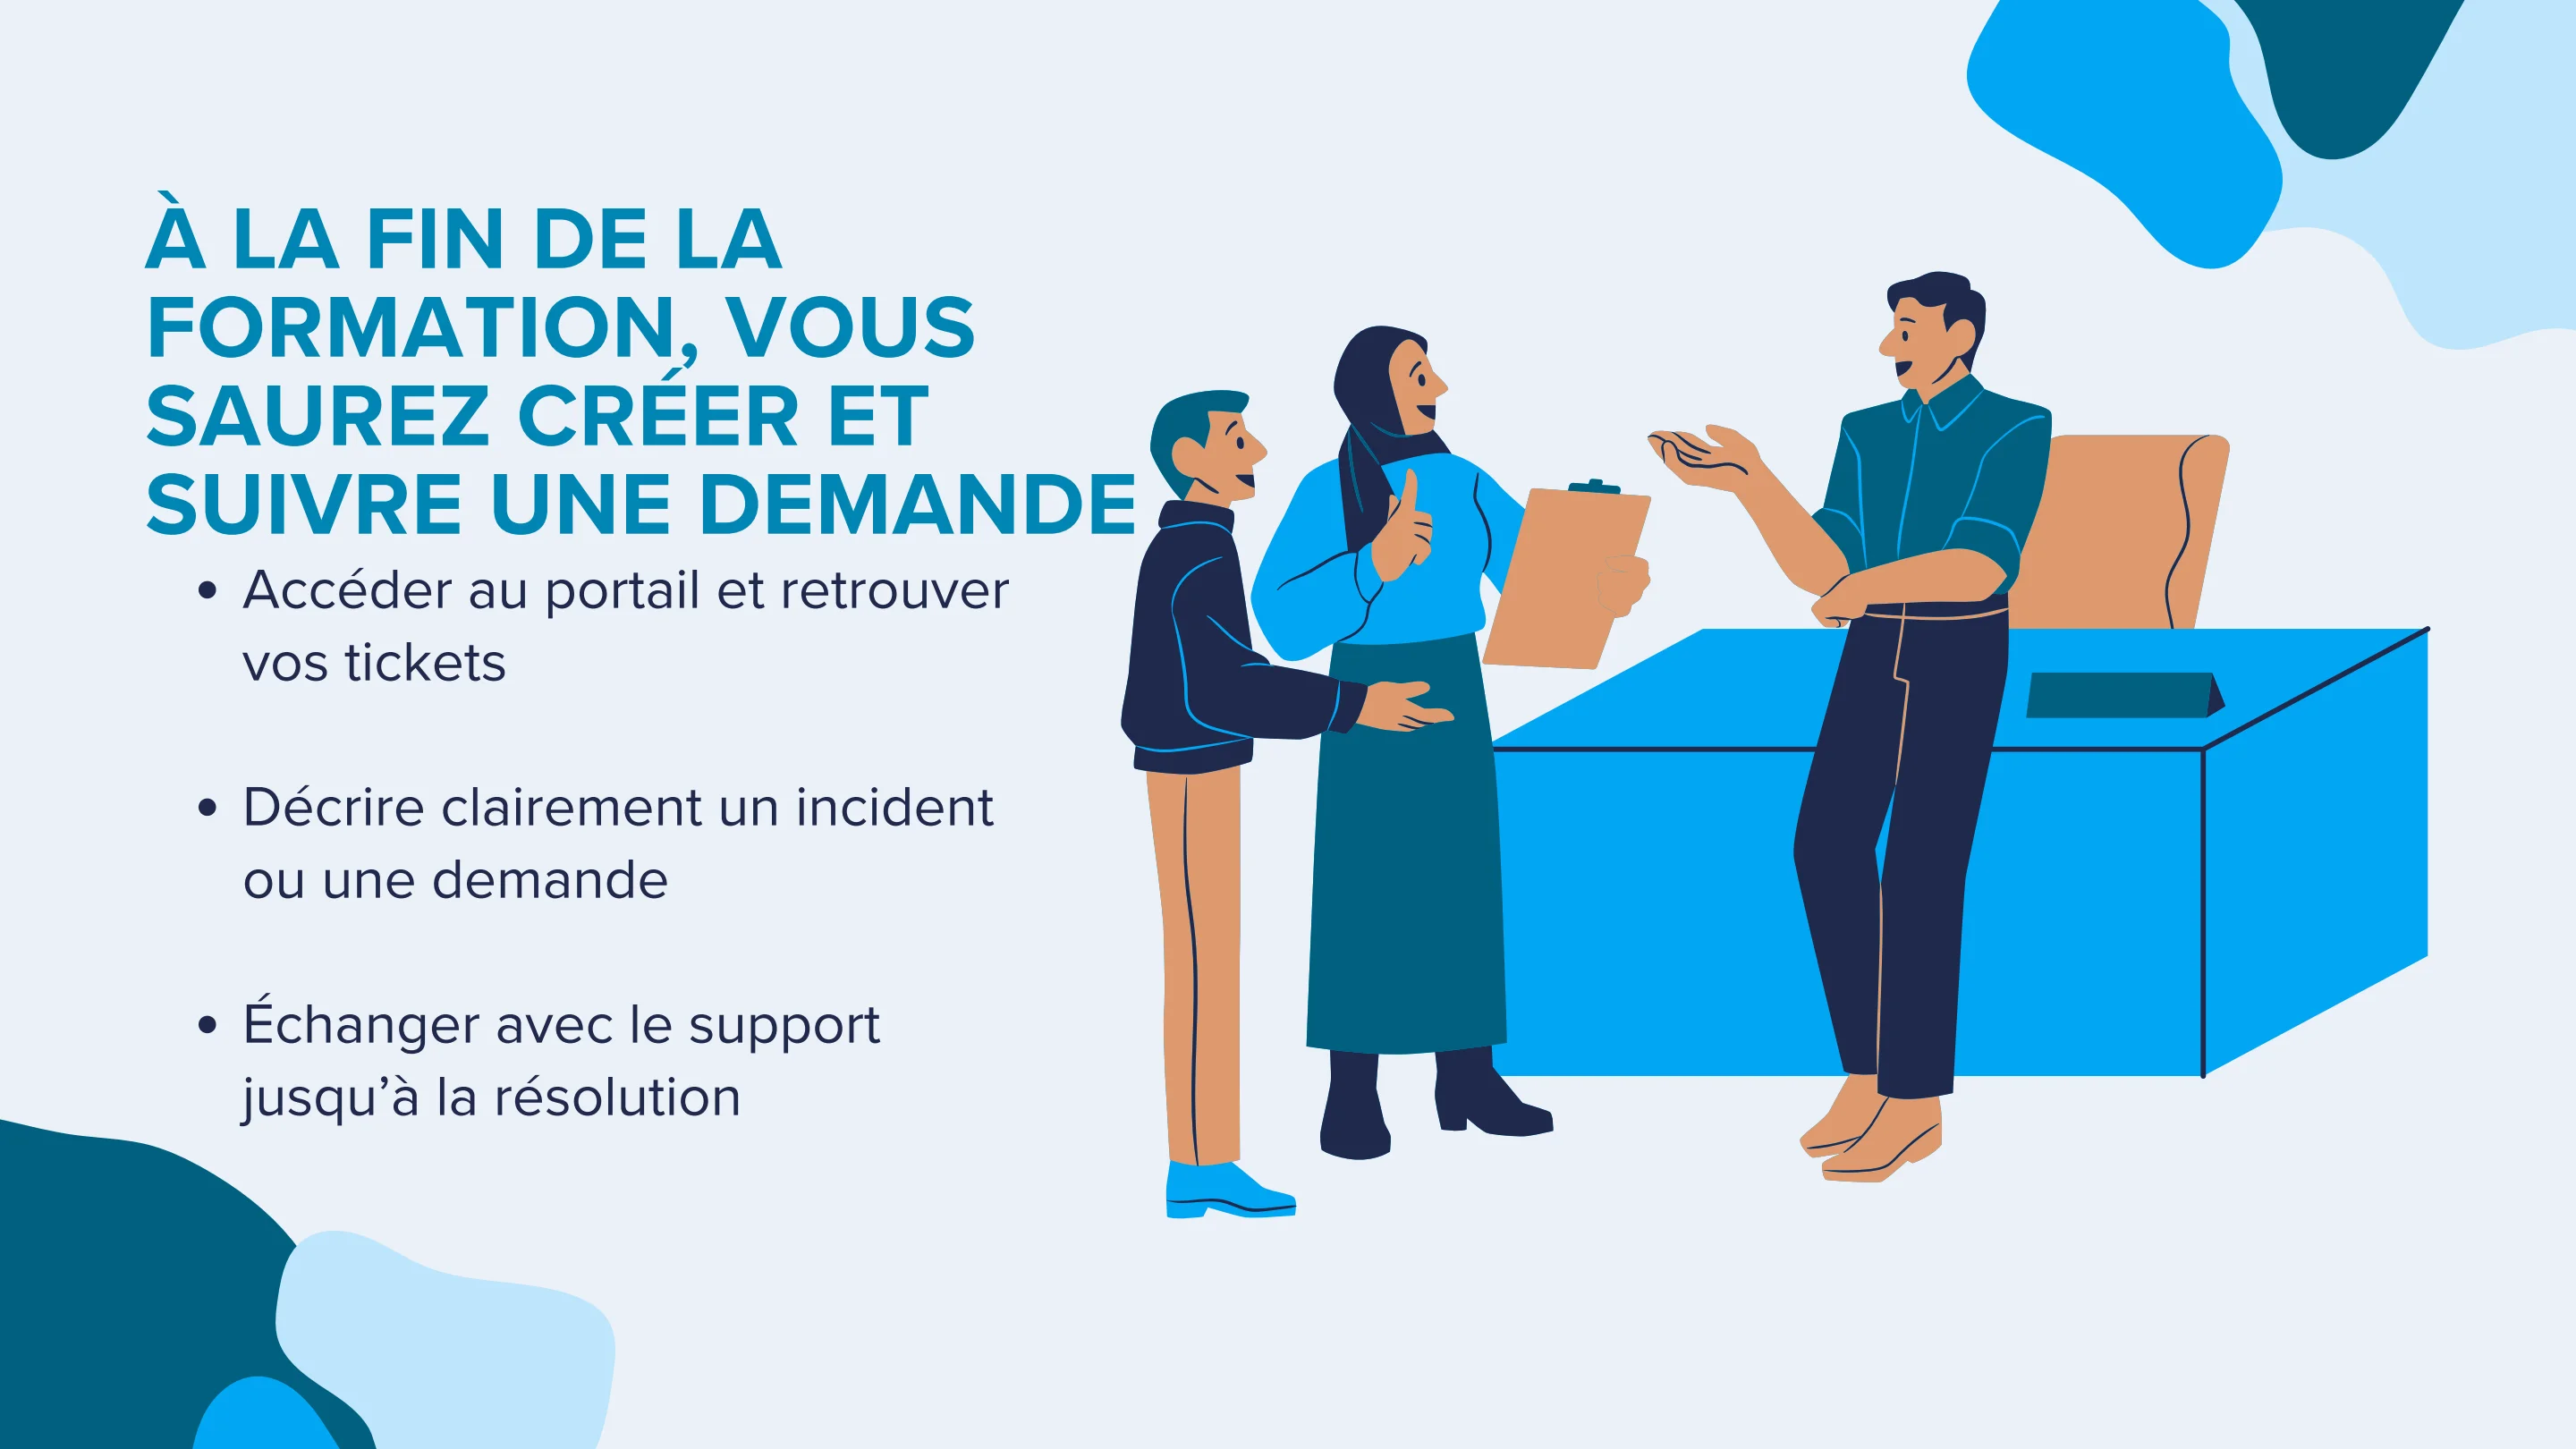 À LA FIN DE LA
FORMATION, VOUS
SAUREZ CRÉER ET
SUIVRE UNE DEMANDE
• Accéder au portail et retrouver
vos tickets
• Décrire clairement un incident
ou une demande
• Échanger avec le support
jusqu’à la résolution